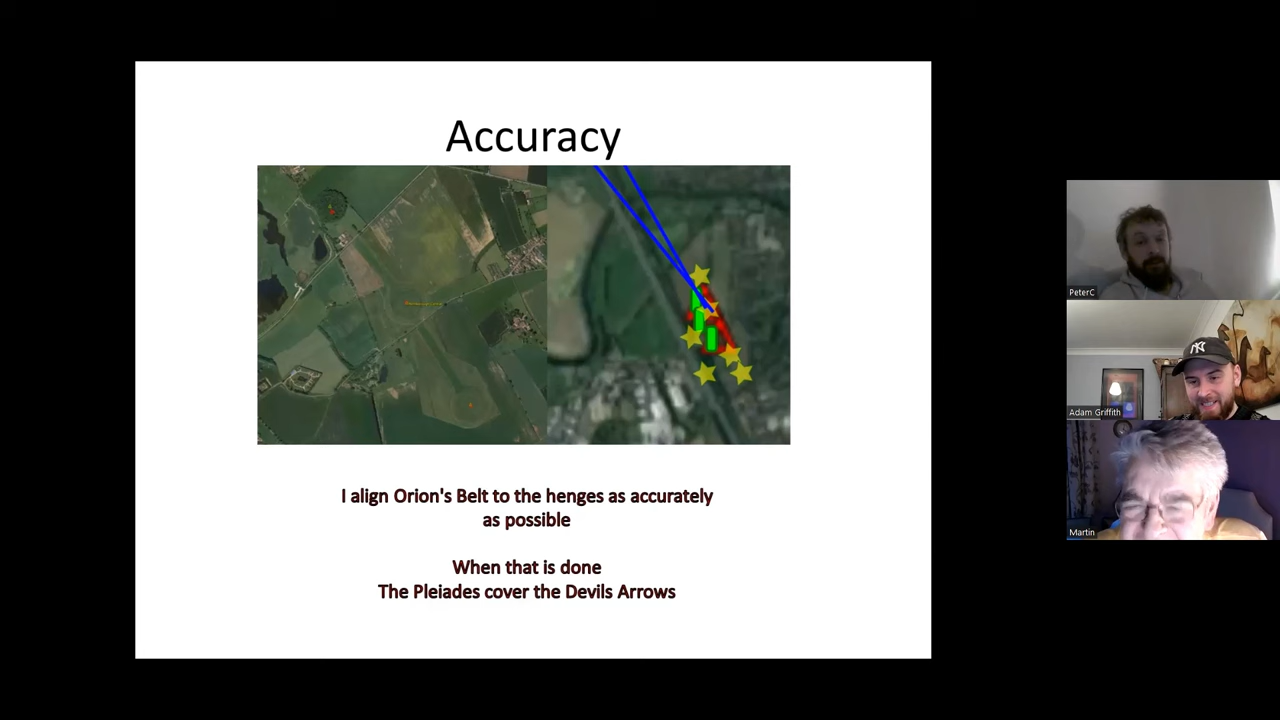 Accuracy
I align Orion's Belt to the henges as accurately
as possible
When that is done
The Pleiades cover the Devils Arrows
PeterC
NY
Adam Griffith
Martin